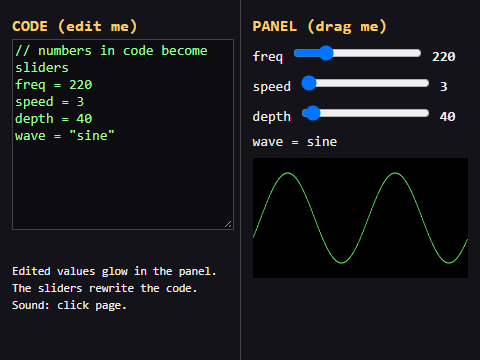 CODE (edit me)
// numbers in code become
sliders
freq = 220
speed = 3
depth = 40
wave = "sine"
Edited values glow in the panel.
The sliders rewrite the code.
Sound: click page.
PANEL (drag me)
freq 220
speed 3
depth 40
wave = sine